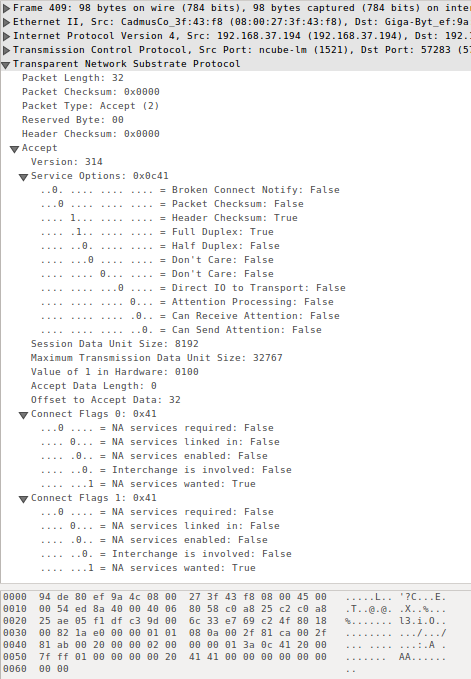 Frame 409: 98 bytes on wire (784 bits), 98 bytes captured (784 bits) on inte
Ethernet II, Src: CadmusCo_3f:43:f8 (08:00:27:3f:43:f8), Dst: Giga-Byt_ef:9a
Internet Protocol Version 4, Src: 192.168.37.194 (192.168.37.194), Dst: 192.
Transmission Control Protocol, Src Port: ncube-lm (1521), Dst Port: 57283 (5
Transparent Network Substrate Protocol
Packet Length: 32
Packet Checksum: 0x0000
Packet Type: Accept (2)
Reserved Byte: 00
Header Checksum: 0x0000
Accept
Version: 314
Service Options: 0x0c41
..0. .... .... .... = Broken Connect Notify: False
...0 .... .... .... = Packet Checksum: False
.... 1... .... .... = Header Checksum: True
.... .1.. .... .... = Full Duplex: True
.... ..0. .... .... = Half Duplex: False
.... ...0 .... .... = Don't Care: False
.... .... 0... .... = Don't Care: False
.... .... ...0 .... = Direct IO to Transport: False
.... .... .... 0... = Attention Processing: False
.... .... .... .0.. = Can Receive Attention: False
.... .... .... ..0. = Can Send Attention: False
Session Data Unit Size: 8192
Maximum Transmission Data Unit Size: 32767
Value of 1 in Hardware: 0100
Accept Data Length: 0
Offset to Accept Data: 32
Connect Flags 0: 0x41
...0 .... = NA services required: False
.... 0... = NA services linked in: False
.... .0.. = NA services enabled: False
.... ..0. = Interchange is involved: False
.... ...1 = NA services wanted: True
Connect Flags 1: 0x41
...0 .... = NA services required: False
.... 0... = NA services linked in: False
.... .0.. = NA services enabled: False
.... ..0. = Interchange is involved: False
.... ...1 = NA services wanted: True
0000 94 de 80 ef 9a 4c 08 00 27 3f 43 f8 08 00 45 00 .....L.. '?C...E.
0010 00 54 ed 8a 40 00 40 06 80 58 c0 a8 25 c2 c0 a8 .T..@.@. .X..%...
0020 25 ae 05 f1 df c3 9d 00 6c 33 e7 69 c2 4f 80 18 %....... l3.i.O..
0030 00 82 1a e0 00 00 01 01 08 0a 00 2f 81 ca 00 2f ........ .../.../
0040 81 ab 00 20 00 00 02 00 00 00 01 3a 0c 41 20 00 ... .... ...:.A .
0050 7f ff 01 00 00 00 00 20 41 41 00 00 00 00 00 00 ....... AA......
0060 00 00 ..